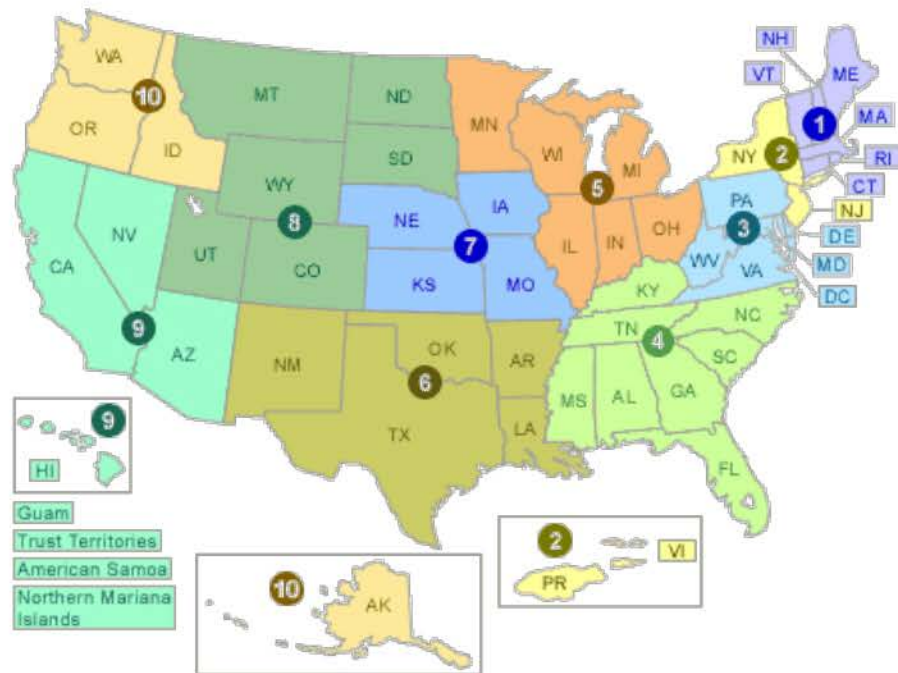 NH
WA
VT
ME
10
MT
ND
MN
1
MA
OR
ID
SD
WI
MI
NY
2
RI
CT
WY
5
PA
NJ
8
NE
IA
3
DE
NV
UT
7
IL
IN
OH
WV
MD
CA
CO
KS
MO
VA
DC
KY
9
TN
4
NC
AZ
NM
OK
AR
SC
6
MS
AL
GA
9
TX
LA
HI
FL
Guam
Trust Territories
American Samoa
Northern Mariana
Islands
2
VI
PR
10
AK